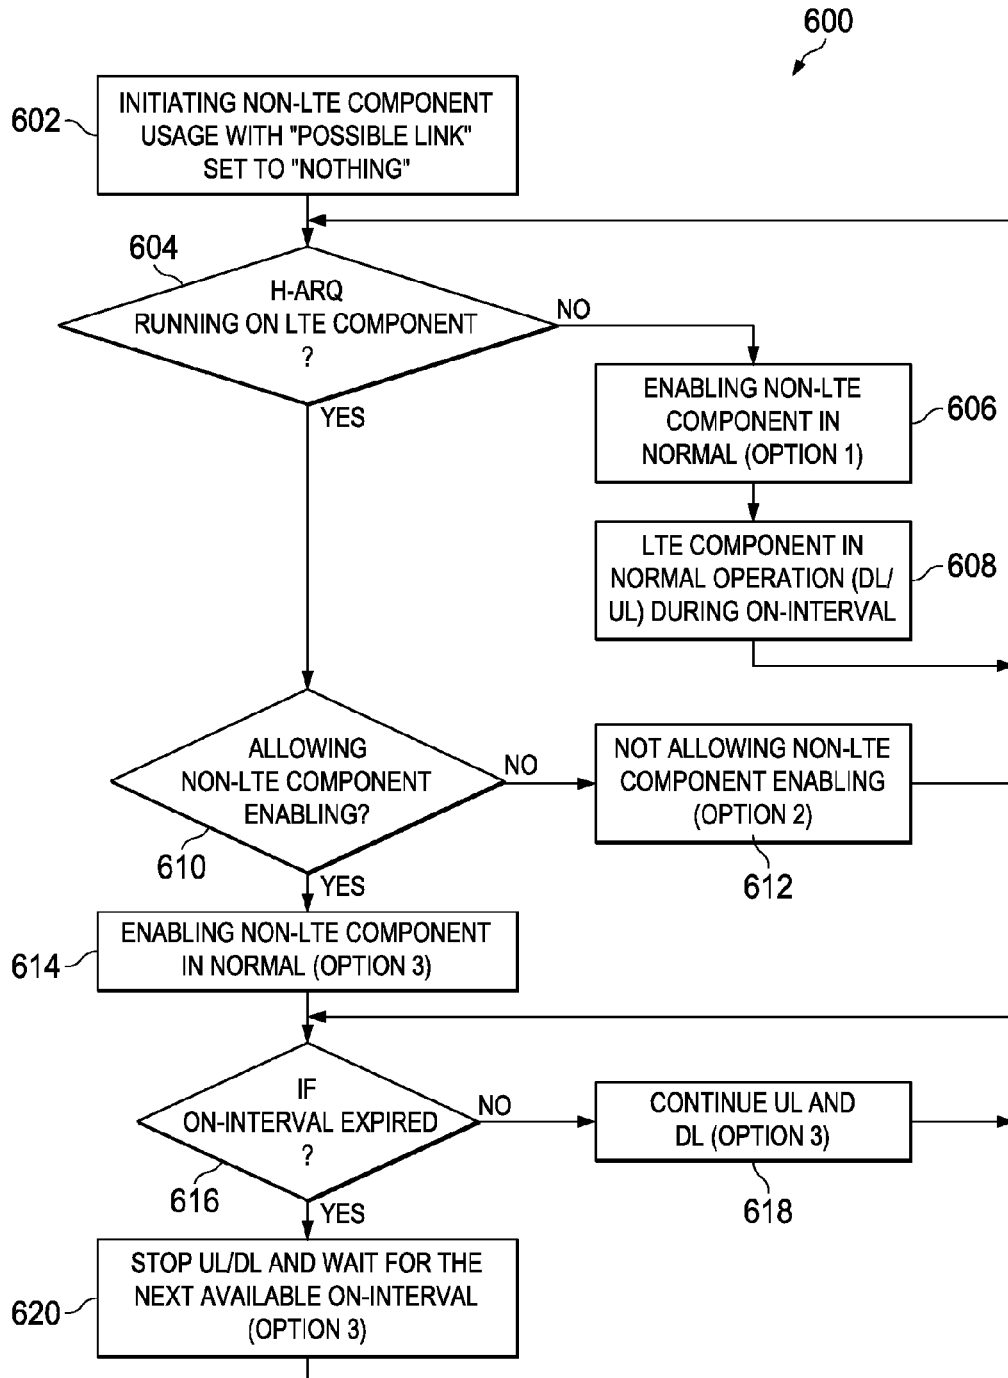 600
602
INITIATING NON-LTE COMPONENT
USAGE WITH "POSSIBLE LINK"
SET TO "NOTHING"
604
H-ARQ
RUNNING ON LTE COMPONENT
?
NO
YES
ENABLING NON-LTE
COMPONENT IN
NORMAL (OPTION 1)
606
LTE COMPONENT IN
NORMAL OPERATION (DL/
UL) DURING ON-INTERVAL
608
ALLOWING
NON-LTE COMPONENT
ENABLING?
610
NO
YES
NOT ALLOWING NON-LTE
COMPONENT ENABLING
(OPTION 2)
612
614
ENABLING NON-LTE COMPONENT
IN NORMAL (OPTION 3)
IF
ON-INTERVAL EXPIRED
?
616
NO
YES
CONTINUE UL AND
DL (OPTION 3)
618
620
STOP UL/DL AND WAIT FOR THE
NEXT AVAILABLE ON-INTERVAL
(OPTION 3)